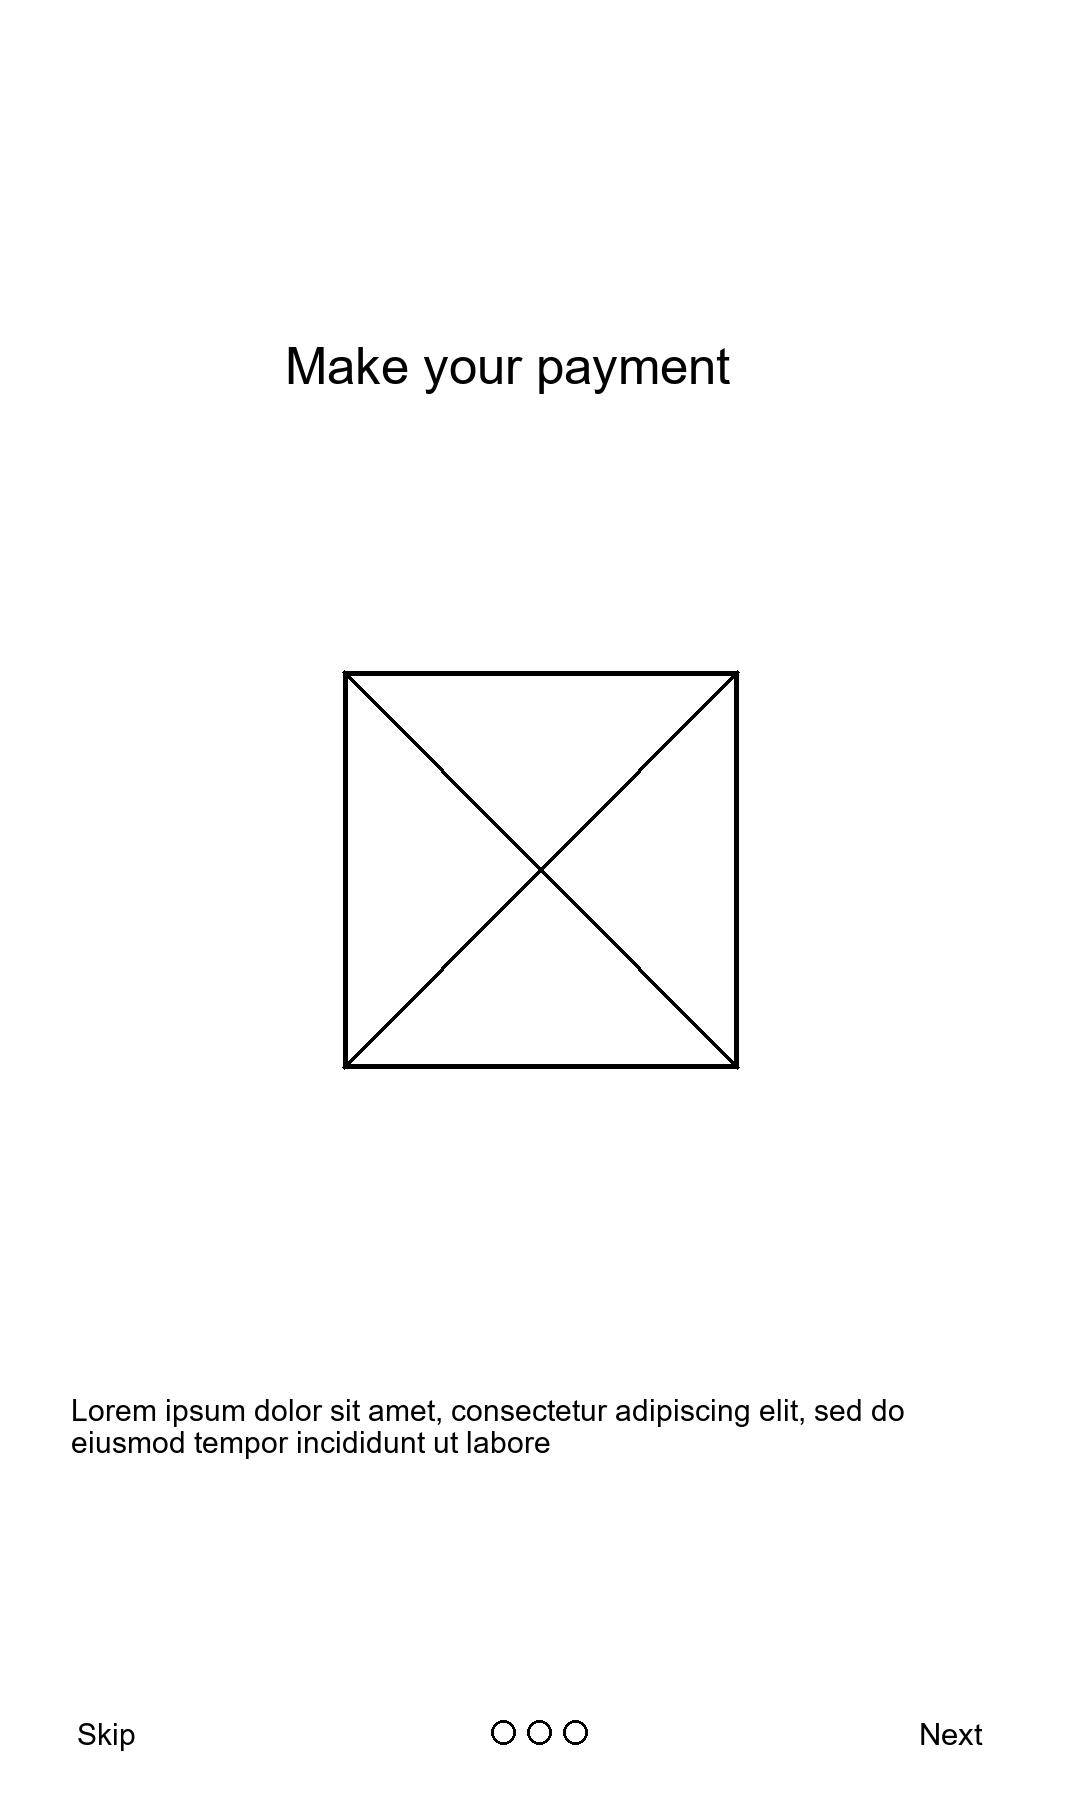 Make your payment
Lorem ipsum dolor sit amet, consectetur adipiscing elit, sed do
eiusmod tempor incididunt ut labore
Skip
Next